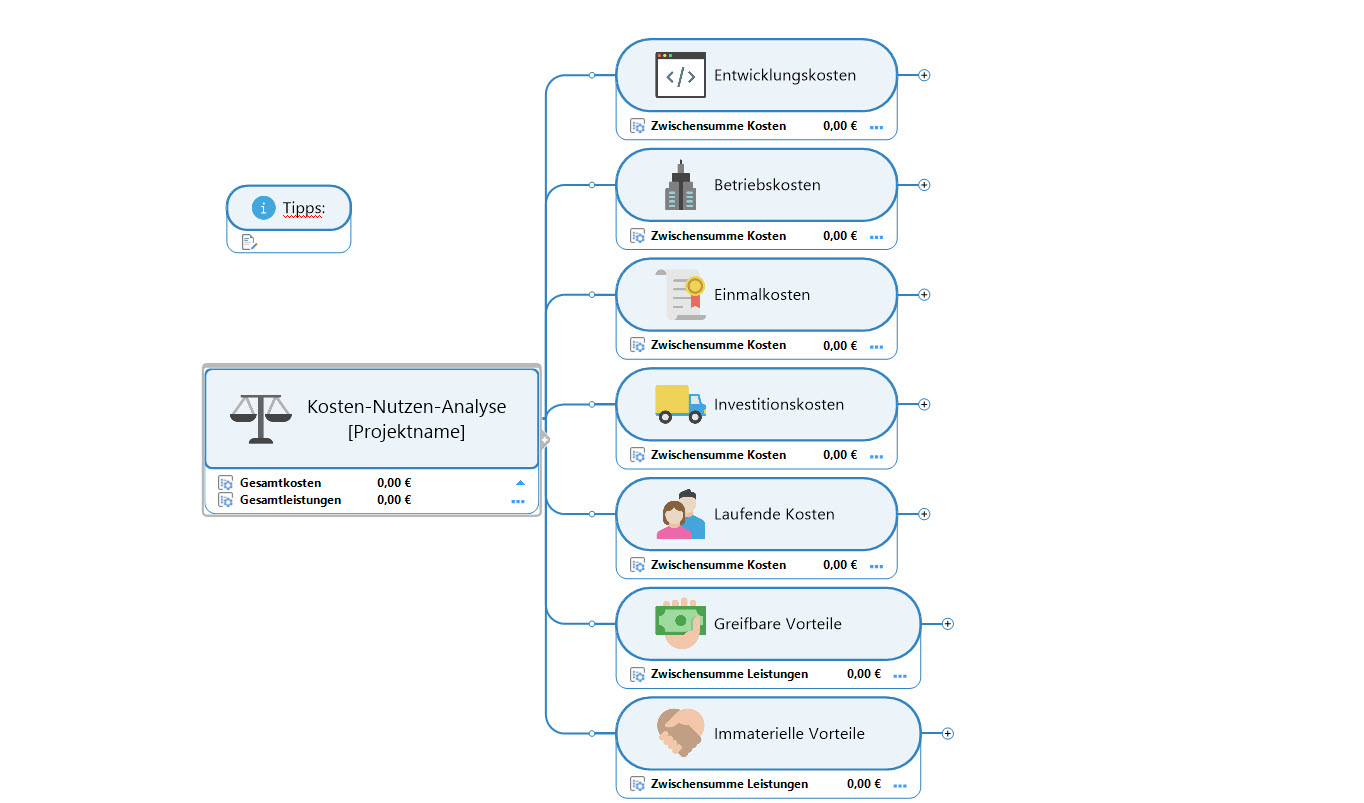 Tipps:
Kosten-Nutzen-Analyse
[Projektname]
Gesamtkosten 0,00 €
Gesamtleistungen 0,00 €
Entwicklungskosten
Zwischensumme Kosten 0,00 €
Betriebskosten
Zwischensumme Kosten 0,00 €
Einmalkosten
Zwischensumme Kosten 0,00 €
Investitionskosten
Zwischensumme Kosten 0,00 €
Laufende Kosten
Zwischensumme Kosten 0,00 €
Greifbare Vorteile
Zwischensumme Leistungen 0,00 €
Immaterielle Vorteile
Zwischensumme Leistungen 0,00 €